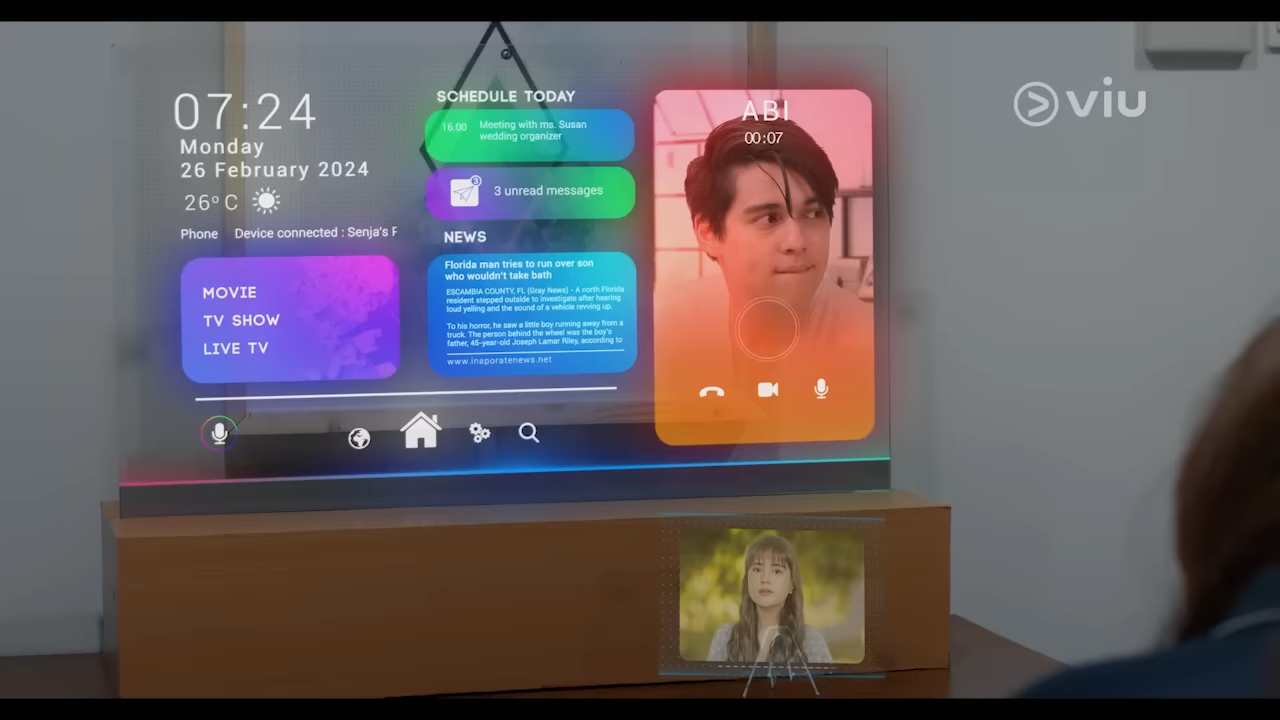 07:24
Monday
26 February 2024
26° C
Phone Device connected : Senja's F
MOVIE
TV SHOW
LIVE TV
SCHEDULE TODAY
16.00 Meeting with ms. Susan
wedding organizer
3
3 unread messages
NEWS
Florida man tries to run over son
who wouldn't take bath
ESCAMBIA COUNTY, FL (Gray News) - A north Florida
resident stepped outside to investigate after hearing
loud yelling and the sound of a vehicle revving up.
To his horror, he saw a little boy running away from a
truck. The person behind the wheel was the boy's
father, 45-year-old Joseph Lamar Riley, according to
www.inaporatenews.net
ABI
00:07
viu